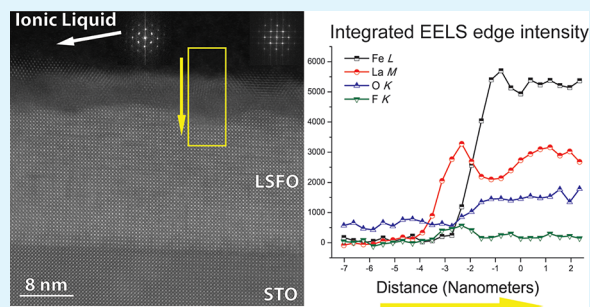 Ionic Liquid
LSFO
8 nm
STO
Integrated EELS edge intensity
Fe L
La M
O K
F K
6000
5000
4000
3000
2000
1000
0
-7 -6 -5 -4 -3 -2 -1 0 1 2
Distance (Nanometers)